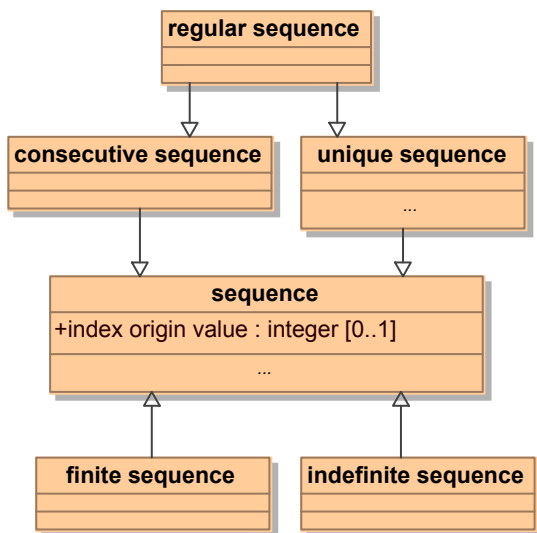 regular sequence
consecutive sequence
unique sequence
...
sequence
+index origin value : integer [0..1]
...
finite sequence
indefinite sequence